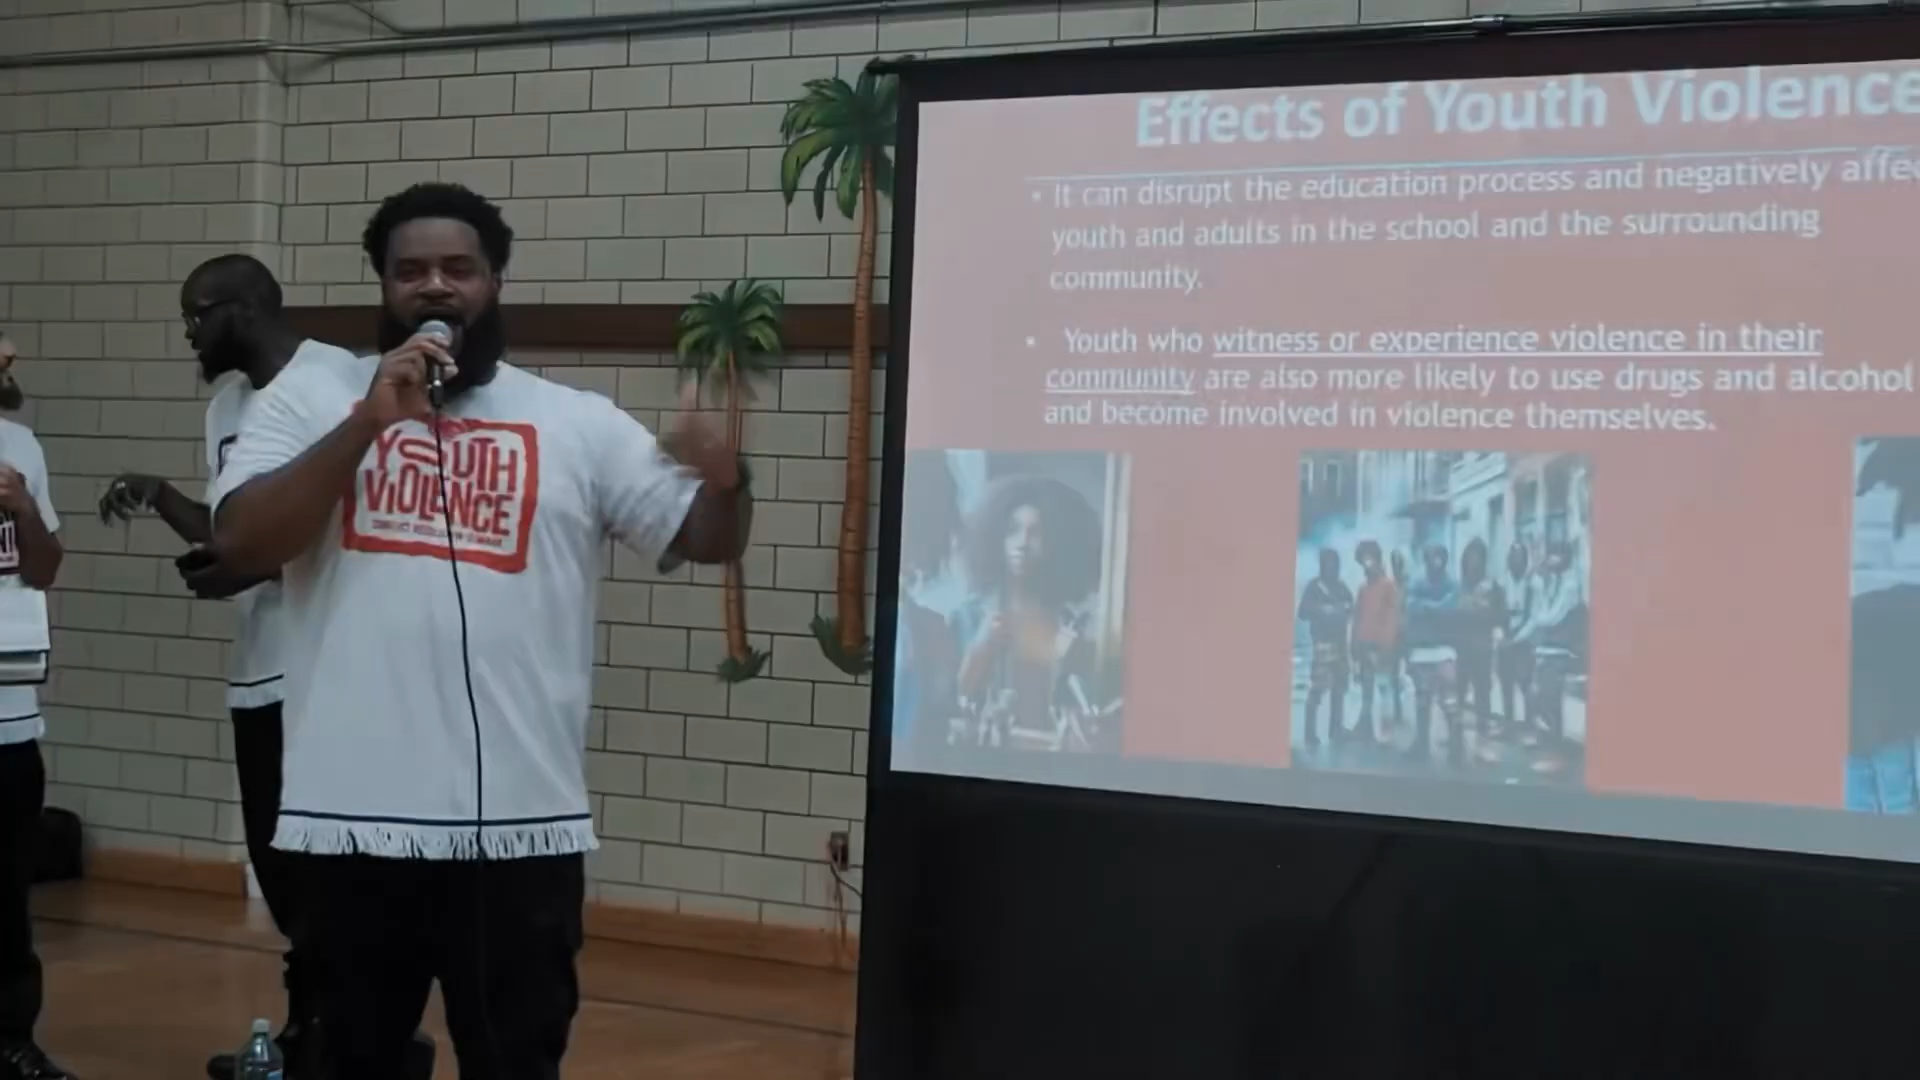 Effects of Youth Violence
• It can disrupt the education process and negatively affec
youth and adults in the school and the surrounding
community.
• Youth who witness or experience violence in their
community are also more likely to use drugs and alcohol
and become involved in violence themselves.
YOUTH
VIOLENCE